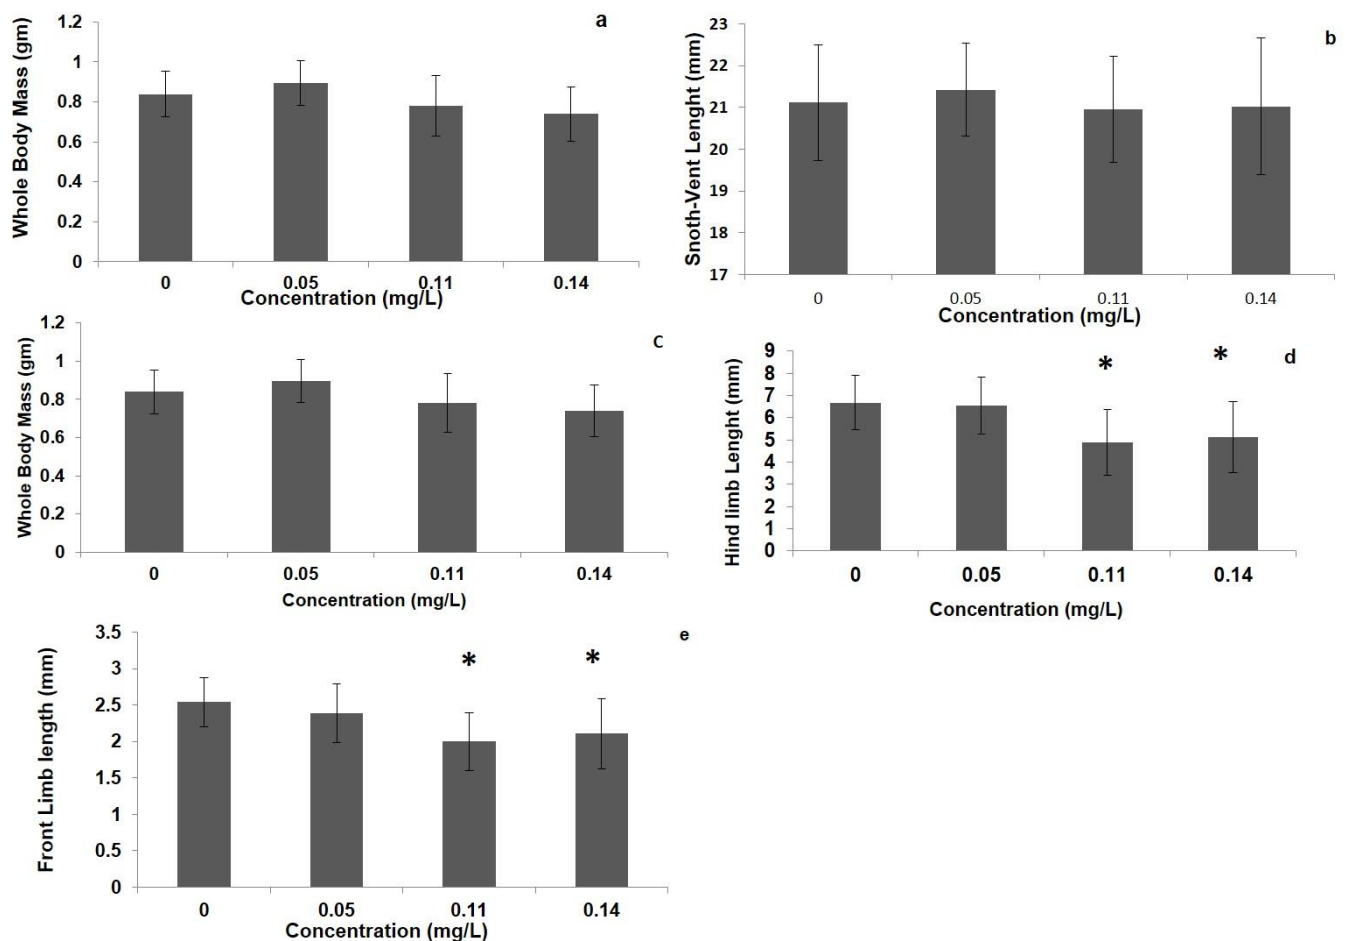 a
Whole Body Mass (gm)
1.2
1
0.8
0.6
0.4
0.2
0
0 0.05 0.11 0.14
Concentration (mg/L)
b
Snoth-Vent Lenght (mm)
23
22
21
20
19
18
17
0 0.05 0.11 0.14
Concentration (mg/L)
C
Whole Body Mass (gm)
1.2
1
0.8
0.6
0.4
0.2
0
0 0.05 0.11 0.14
Concentration (mg/L)
d
Hind limb Lenght (mm)
9
8
7
6
5
4
3
2
1
0
* *
0 0.05 0.11 0.14
Concentration (mg/L)
e
Front Limb length (mm)
3.5
3
2.5
2
1.5
1
0.5
0
* *
0 0.05 0.11 0.14
Concentration (mg/L)